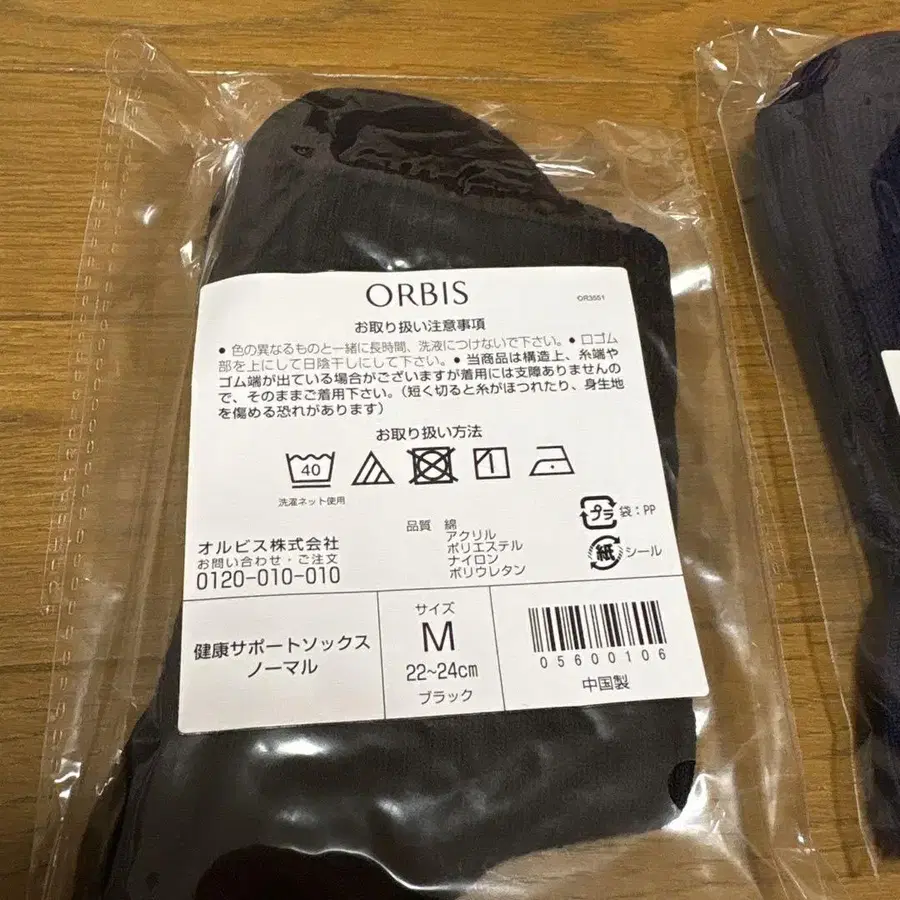 ORBIS
OR3551
お取り扱い注意事項
● 色の異なるものと一緒に長時間、洗液につけないで下さい。● 口ゴム
部を上にして日陰干しにして下さい。● 当商品は構造上、糸端や
ゴム端が出ている場合がございますが着用には支障ありませんの
で、そのままご着用下さい。（短く切ると糸がほつれたり、身生地
を傷める恐れがあります）
お取り扱い方法
40
1
洗濯ネット使用
品質 綿
アクリル
ポリエステル
ナイロン
ポリウレタン
プラ 袋：PP
紙 シール
オルビス株式会社
お問い合わせ・ご注文
0120-010-010
健康サポートソックス
ノーマル
サイズ
M
22~24cm
ブラック
05600106
中国製